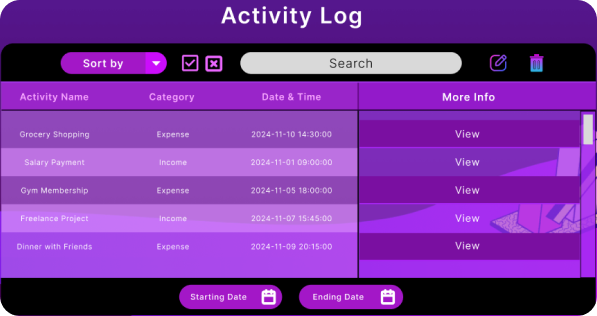 Activity Log
Sort by Search
Activity Name Category Date & Time More Info
Grocery Shopping Expense 2024-11-10 14:30:00 View
Salary Payment Income 2024-11-01 09:00:00 View
Gym Membership Expense 2024-11-05 18:00:00 View
Freelance Project Income 2024-11-07 15:45:00 View
Dinner with Friends Expense 2024-11-09 20:15:00 View
Starting Date Ending Date